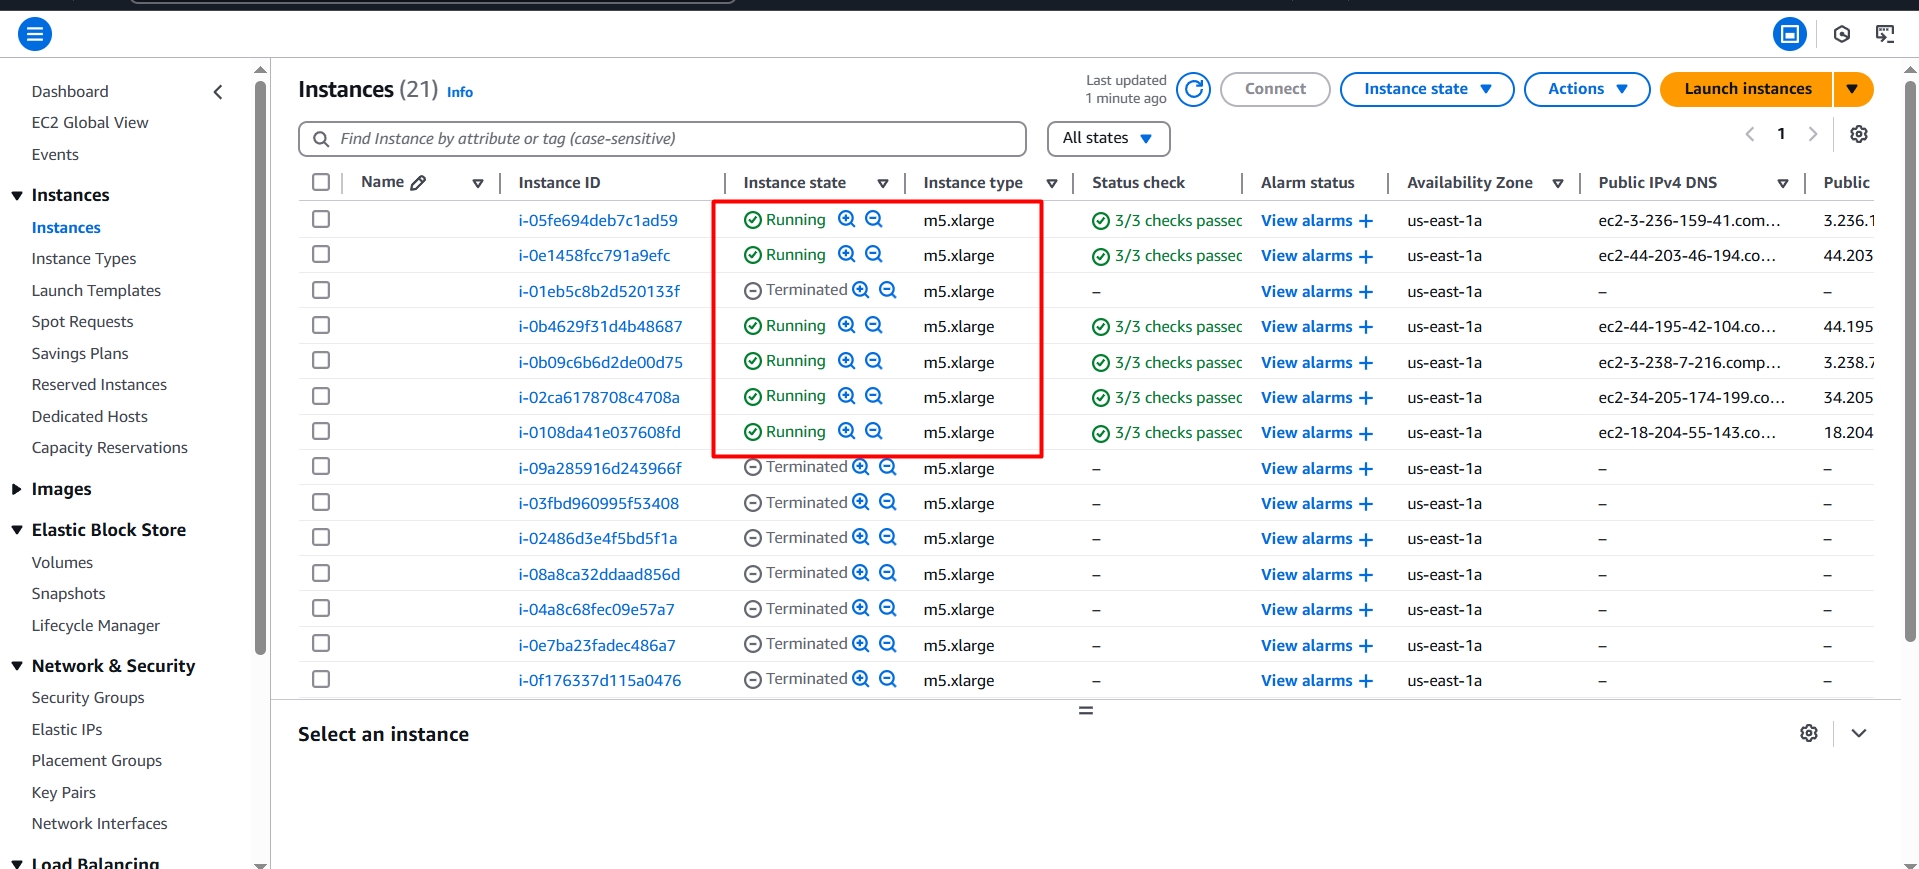 Dashboard
EC2 Global View
Events
Instances
Instances
Instance Types
Launch Templates
Spot Requests
Savings Plans
Reserved Instances
Dedicated Hosts
Capacity Reservations
Images
Elastic Block Store
Volumes
Snapshots
Lifecycle Manager
Network & Security
Security Groups
Elastic IPs
Placement Groups
Key Pairs
Network Interfaces
Load Balancing
Instances (21) Info
Last updated
1 minute ago
Connect Instance state Actions Launch instances
Find Instance by attribute or tag (case-sensitive) All states 1
Name Instance ID Instance state Instance type Status check Alarm status Availability Zone Public IPv4 DNS Public
i-05fe694deb7c1ad59 Running m5.xlarge 3/3 checks passed View alarms + us-east-1a ec2-3-236-159-41.com... 3.236.1
i-0e1458fcc791a9efc Running m5.xlarge 3/3 checks passed View alarms + us-east-1a ec2-44-203-46-194.co... 44.203
i-01eb5c8b2d520133f Terminated m5.xlarge – View alarms + us-east-1a – –
i-0b4629f31d4b48687 Running m5.xlarge 3/3 checks passed View alarms + us-east-1a ec2-44-195-42-104.co... 44.195
i-0b09c6b6d2de00d75 Running m5.xlarge 3/3 checks passed View alarms + us-east-1a ec2-3-238-7-216.comp... 3.238.7
i-02ca6178708c4708a Running m5.xlarge 3/3 checks passed View alarms + us-east-1a ec2-34-205-174-199.co... 34.205
i-0108da41e037608fd Running m5.xlarge 3/3 checks passed View alarms + us-east-1a ec2-18-204-55-143.co... 18.204
i-09a285916d243966f Terminated m5.xlarge – View alarms + us-east-1a – –
i-03fbd960995f53408 Terminated m5.xlarge – View alarms + us-east-1a – –
i-02486d3e4f5bd5f1a Terminated m5.xlarge – View alarms + us-east-1a – –
i-08a8ca32ddaad856d Terminated m5.xlarge – View alarms + us-east-1a – –
i-04a8c68fec09e57a7 Terminated m5.xlarge – View alarms + us-east-1a – –
i-0e7ba23fadec486a7 Terminated m5.xlarge – View alarms + us-east-1a – –
i-0f176337d115a0476 Terminated m5.xlarge – View alarms + us-east-1a – –
Select an instance